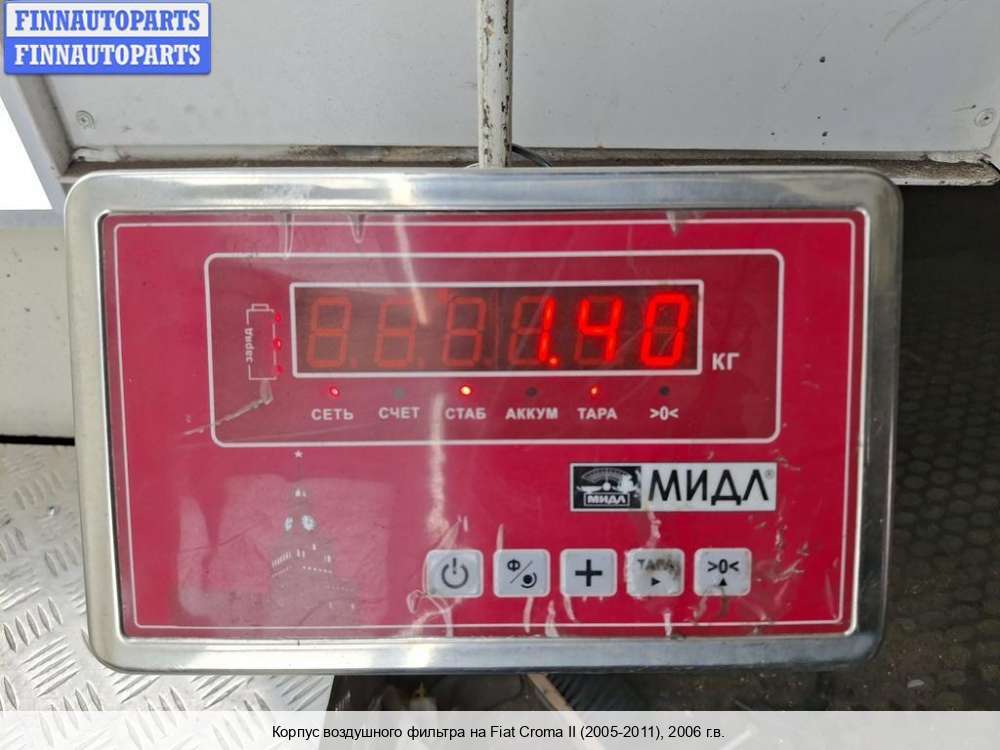 FINNAUTOPARTS
FINNAUTOPARTS
заряд
1.40 КГ
СЕТЬ СЧЕТ СТАБ АККУМ ТАРА >0<
МИДЛ МИДЛ®
Ф
ТАРА >0<
Корпус воздушного фильтра на Fiat Croma II (2005-2011), 2006 г.в.